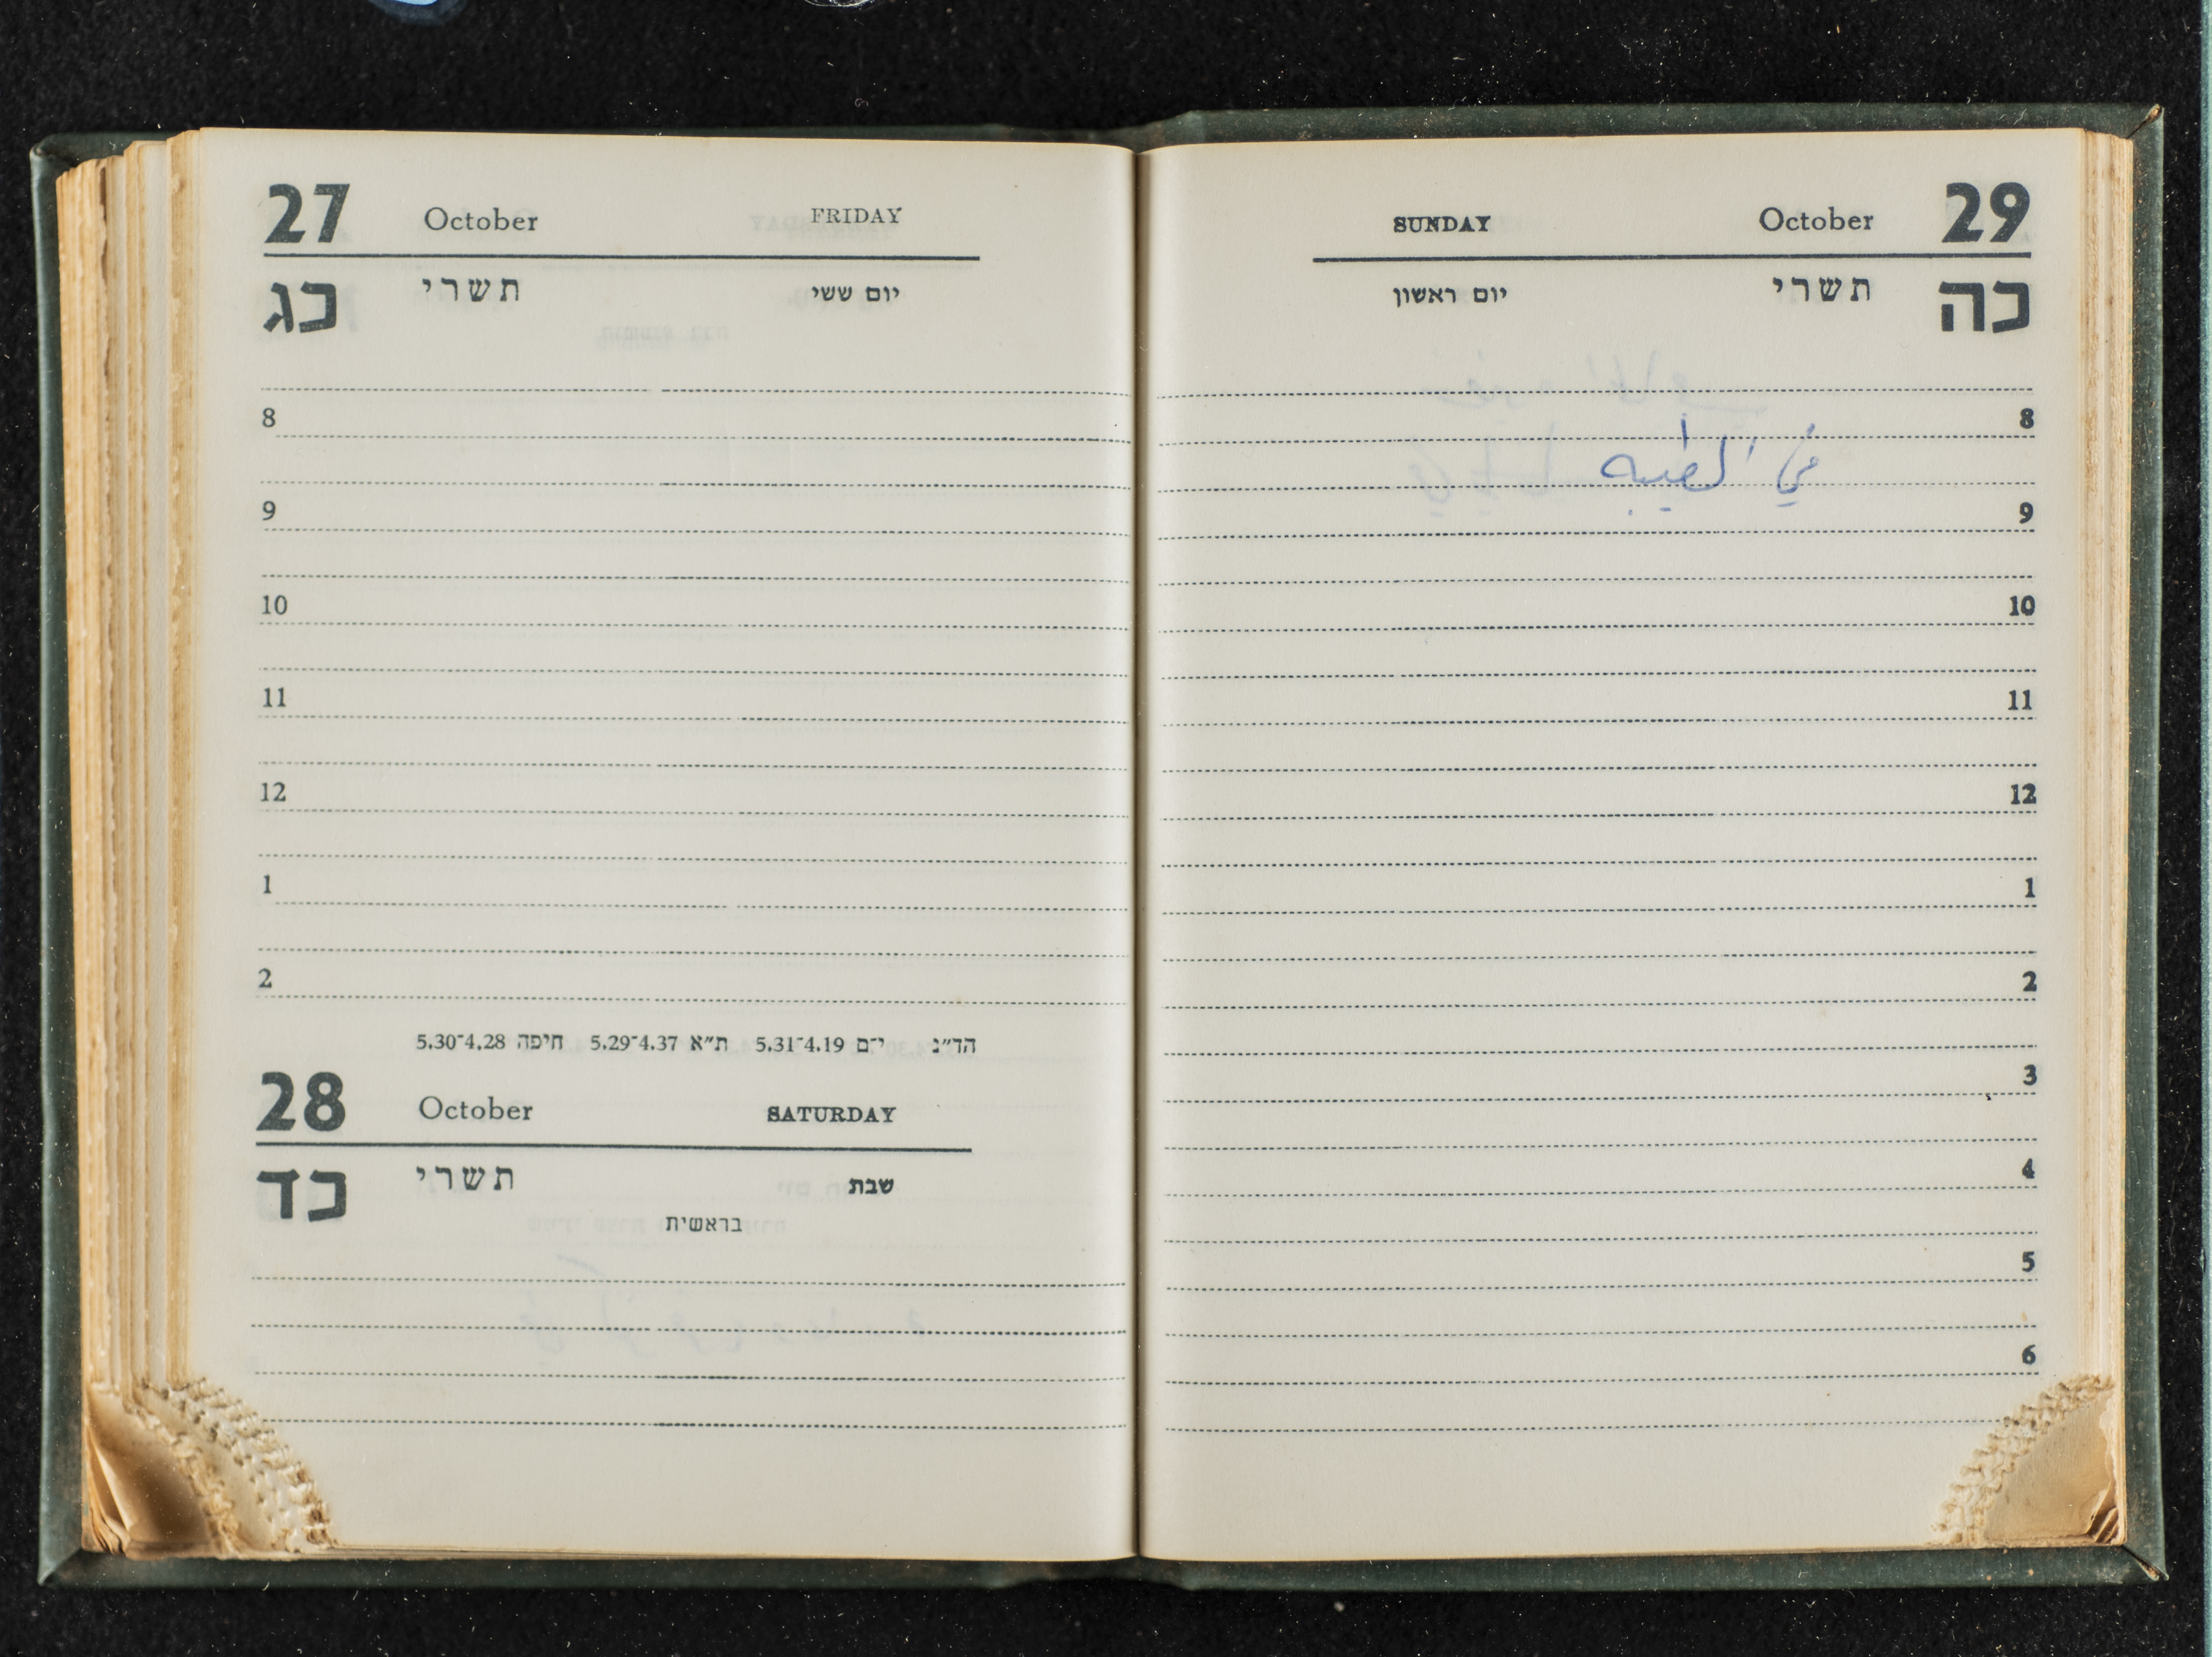 27 October FRIDAY
כג תשרי יום ששי
8
9
10
11
12
1
2
הד״נ י־ם 4.19־5.31 ת״א 4.37־5.29 חיפה 4.28־5.30
28 October SATURDAY
כד תשרי שבת
בראשית
SUNDAY October 29
כה תשרי יום ראשון
8
في الطيبه
9
10
11
12
1
2
3
4
5
6